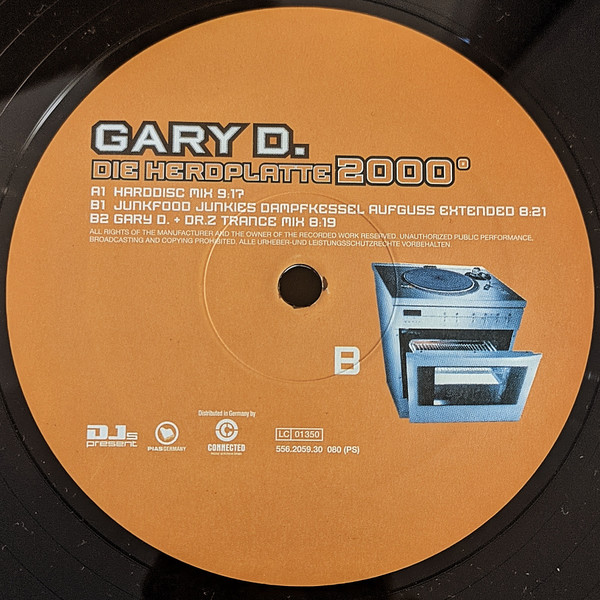 GARY D.
DIE HERDPLATTE 2000°
A1 HARDDISC MIX 9:17
B1 JUNKFOOD JUNKIES DAMPFKESSEL AUFGUSS EXTENDED 8:21
B2 GARY D. + DR.Z TRANCE MIX 8:19
ALL RIGHTS OF THE MANUFACTURER AND THE OWNER OF THE RECORDED WORK RESERVED. UNAUTHORIZED PUBLIC PERFORMANCE,
BROADCASTING AND COPYING PROHIBITED. ALLE URHEBER-UND LEISTUNGSSCHUTZRECHTE VORBEHALTEN
B
DJs
present
PIAS GERMANY
Distributed in Germany by
CONNECTED
LC 01350
556.2059.30 080 (PS)